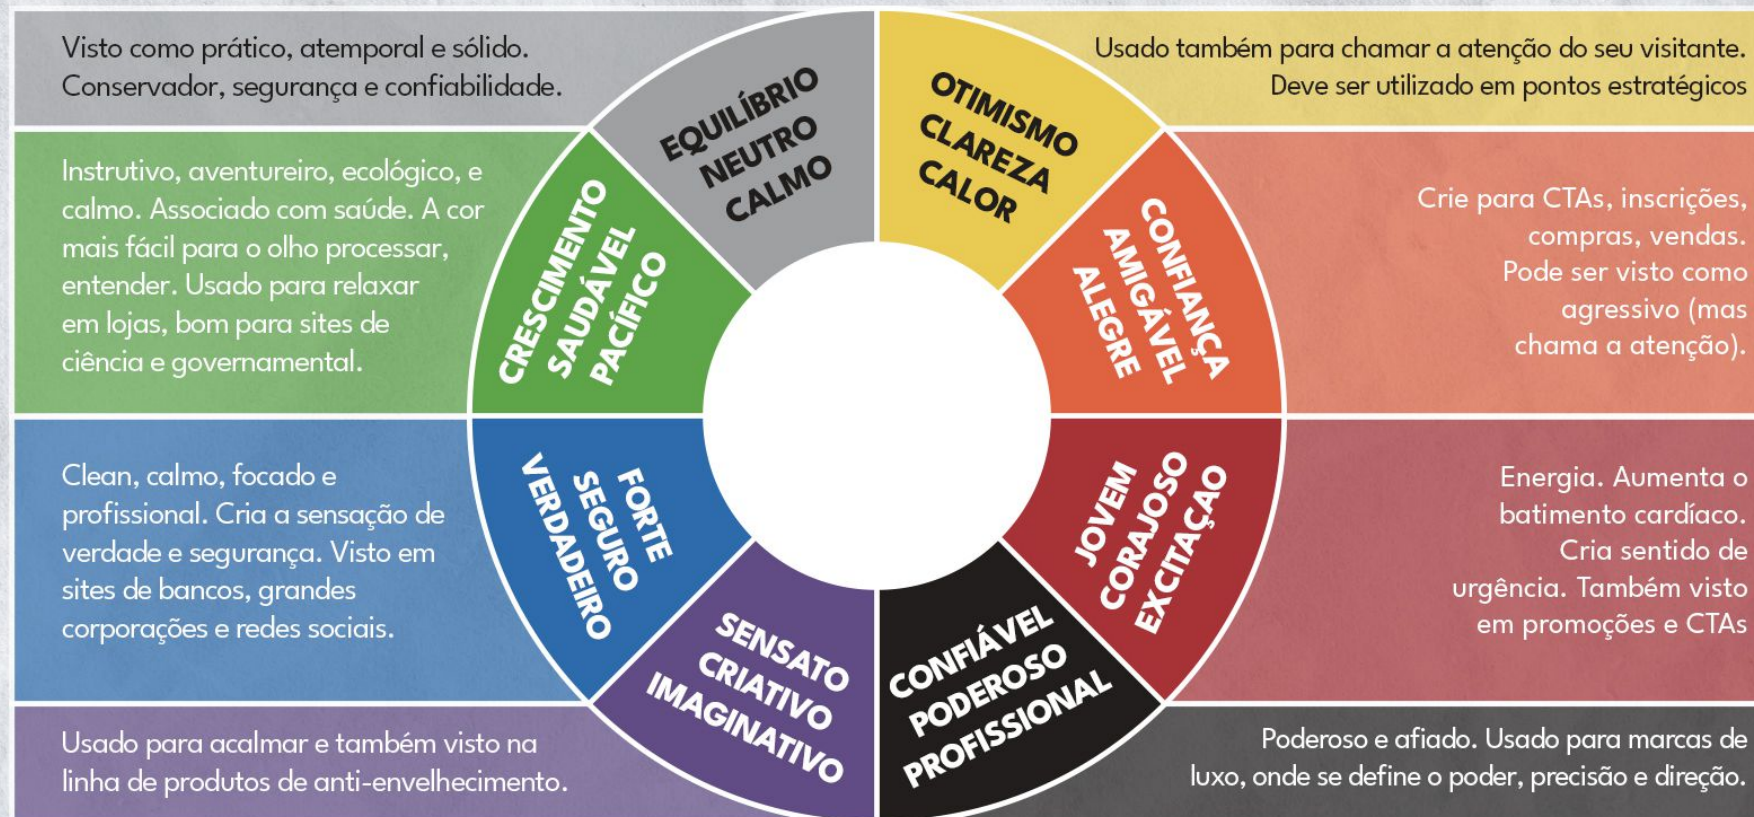 Visto como prático, atemporal e sólido.
Conservador, segurança e confiabilidade.
EQUILÍBRIO
NEUTRO
CALMO
OTIMISMO
CLAREZA
CALOR
Usado também para chamar a atenção do seu visitante.
Deve ser utilizado em pontos estratégicos
Instrutivo, aventureiro, ecológico, e
calmo. Associado com saúde. A cor
mais fácil para o olho processar,
entender. Usado para relaxar
em lojas, bom para sites de
ciência e governamental.
CRESCIMENTO
SAUDÁVEL
PACÍFICO
CONFIANÇA
AMIGÁVEL
ALEGRE
Crie para CTAs, inscrições,
compras, vendas.
Pode ser visto como
agressivo (mas
chama a atenção).
Clean, calmo, focado e
profissional. Cria a sensação de
verdade e segurança. Visto em
sites de bancos, grandes
corporações e redes sociais.
FORTE
SEGURO
VERDADEIRO
JOVEM
CORAJOSO
EXCITAÇAO
Energia. Aumenta o
batimento cardíaco.
Cria sentido de
urgência. Também visto
em promoções e CTAs
Usado para acalmar e também visto na
linha de produtos de anti-envelhecimento.
SENSATO
CRIATIVO
IMAGINATIVO
CONFIÁVEL
PODEROSO
PROFISSIONAL
Poderoso e afiado. Usado para marcas de
luxo, onde se define o poder, precisão e direção.